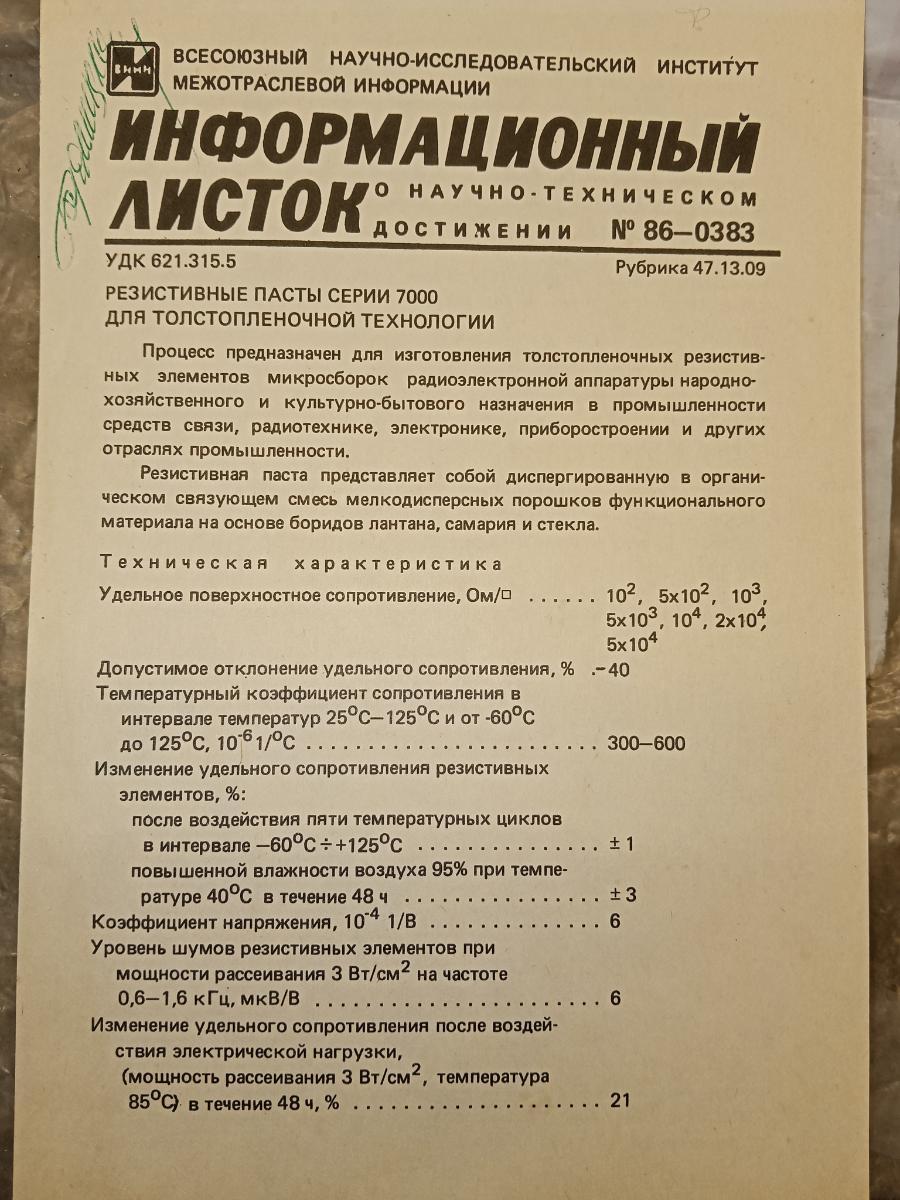 ВИМИ
ВСЕСОЮЗНЫЙ НАУЧНО-ИССЛЕДОВАТЕЛЬСКИЙ ИНСТИТУТ
МЕЖОТРАСЛЕВОЙ ИНФОРМАЦИИ
ИНФОРМАЦИОННЫЙ
ЛИСТОК О НАУЧНО-ТЕХНИЧЕСКОМ
ДОСТИЖЕНИИ № 86—0383
УДК 621.315.5
Рубрика 47.13.09
РЕЗИСТИВНЫЕ ПАСТЫ СЕРИИ 7000
ДЛЯ ТОЛСТОПЛЕНОЧНОЙ ТЕХНОЛОГИИ
Процесс предназначен для изготовления толстопленочных резистив-
ных элементов микросборок радиоэлектронной аппаратуры народно-
хозяйственного и культурно-бытового назначения в промышленности
средств связи, радиотехнике, электронике, приборостроении и других
отраслях промышленности.
Резистивная паста представляет собой диспергированную в органи-
ческом связующем смесь мелкодисперсных порошков функционального
материала на основе боридов лантана, самария и стекла.
Техническая характеристика
Удельное поверхностное сопротивление, Ом/□ ...... 10², 5х10², 10³,
5х10³, 10⁴, 2х10⁴,
5х10⁴
Допустимое отклонение удельного сопротивления, % .-40
Температурный коэффициент сопротивления в
интервале температур 25°С—125°С и от -60°С
до 125°С, 10⁻⁶ 1/°С ........................ 300—600
Изменение удельного сопротивления резистивных
элементов, %:
после воздействия пяти температурных циклов
в интервале —60°С÷+125°С ............... ± 1
повышенной влажности воздуха 95% при темпе-
ратуре 40°С в течение 48 ч ................ ± 3
Коэффициент напряжения, 10⁻⁴ 1/В .............. 6
Уровень шумов резистивных элементов при
мощности рассеивания 3 Вт/см² на частоте
0,6—1,6 кГц, мкВ/В ....................... 6
Изменение удельного сопротивления после воздей-
ствия электрической нагрузки,
(мощность рассеивания 3 Вт/см², температура
85°С) в течение 48 ч, % .................... 21